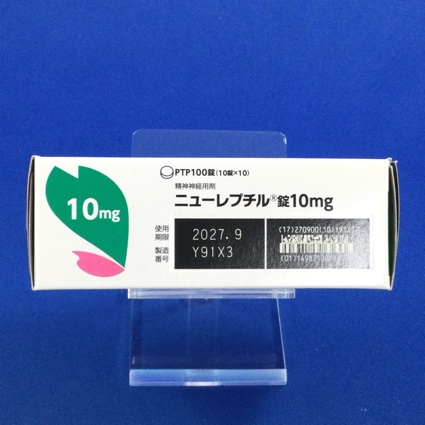 PTP100錠(10錠×10)
精神神経用剤
ニューレプチル®錠10mg
10mg
使用
期限
2027.9
製造
番号
Y91X3